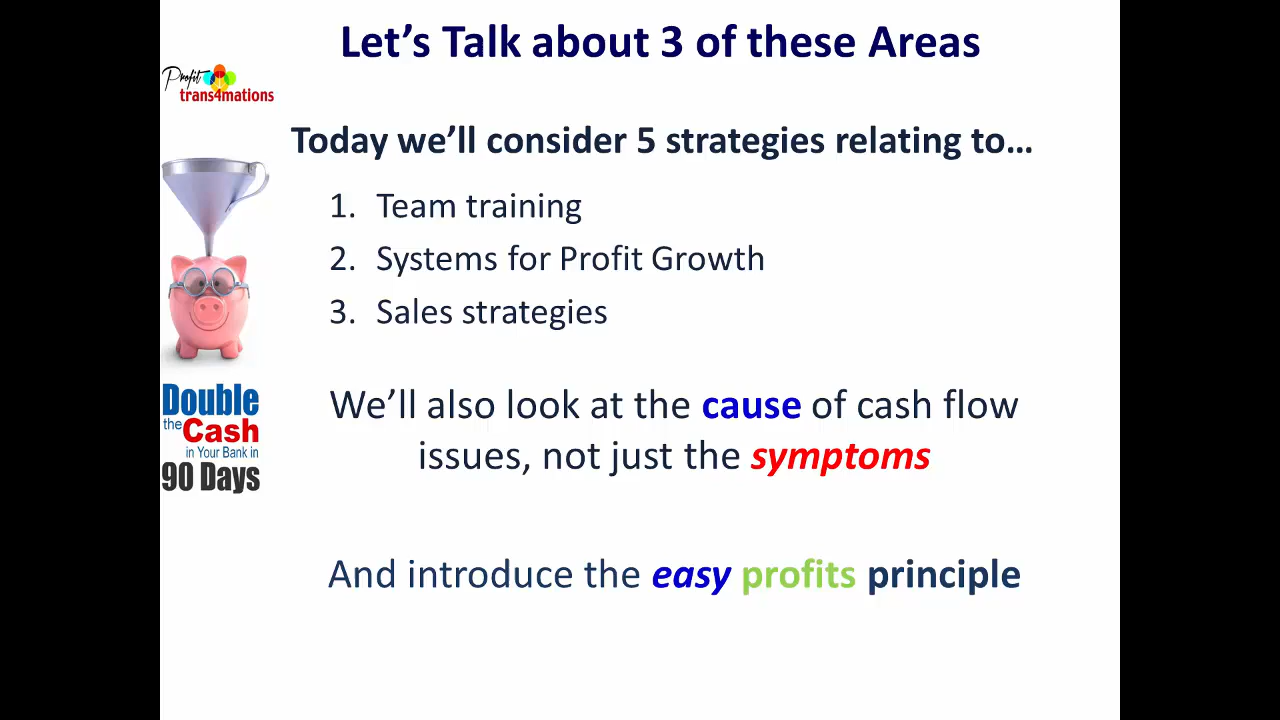 Let's Talk about 3 of these Areas
Profit
trans4mations
Today we'll consider 5 strategies relating to...
1. Team training
2. Systems for Profit Growth
3. Sales strategies
Double
the Cash
in Your Bank in
90 Days
We'll also look at the cause of cash flow
issues, not just the symptoms
And introduce the easy profits principle